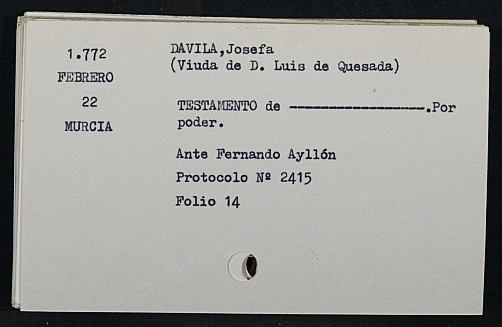 1.772
FEBRERO
22
MURCIA
DAVILA,Josefa
(Viuda de D. Luis de Quesada)
TESTAMENTO de ——————————.Por
poder.
Ante Fernando Ayllón
Protocolo Nº 2415
Folio 14